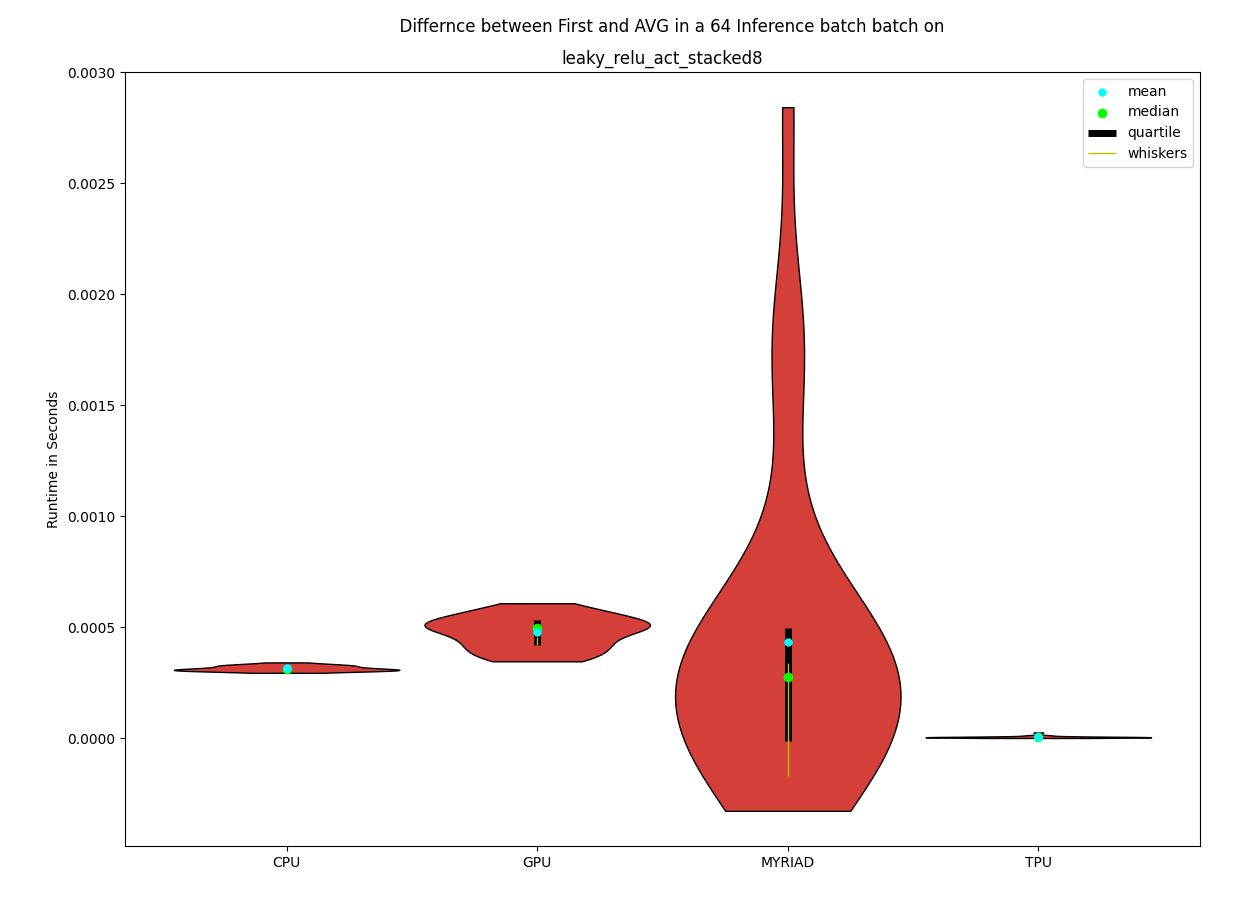 Differnce between First and AVG in a 64 Inference batch batch on
leaky_relu_act_stacked8
mean
median
quartile
whiskers
Runtime in Seconds
0.0030
0.0025
0.0020
0.0015
0.0010
0.0005
0.0000
CPU GPU MYRIAD TPU